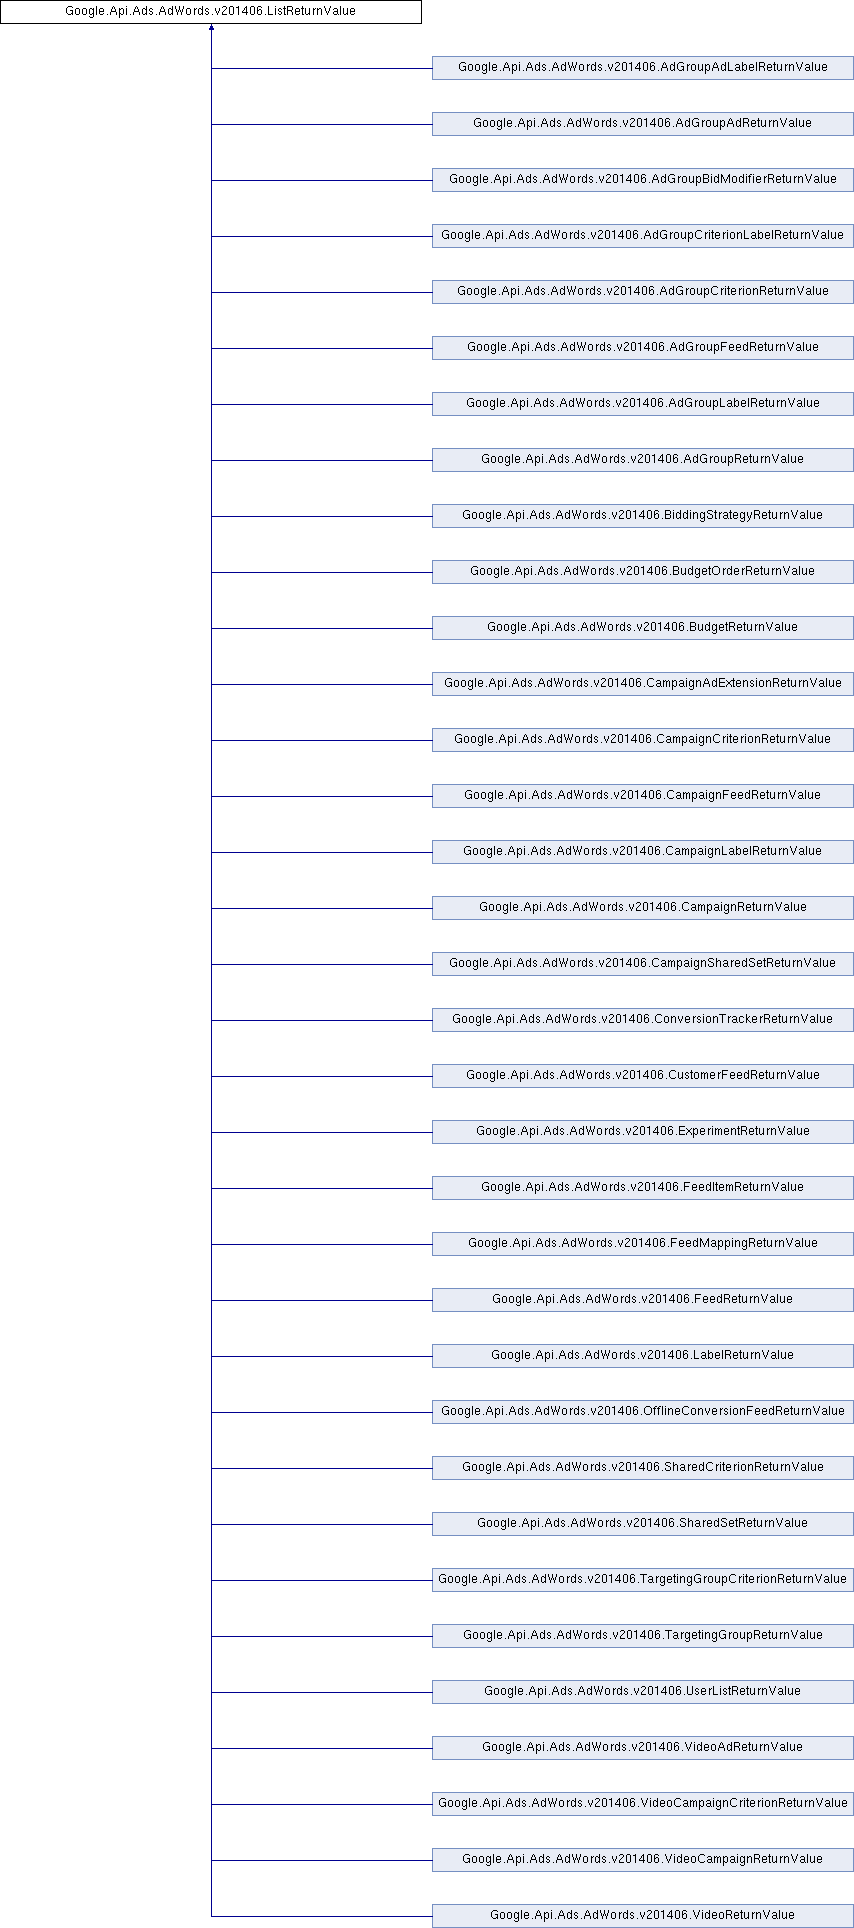 Google.Api.Ads.AdWords.v201406.ListReturnValue
Google.Api.Ads.AdWords.v201406.AdGroupAdLabelReturnValue
Google.Api.Ads.AdWords.v201406.AdGroupAdReturnValue
Google.Api.Ads.AdWords.v201406.AdGroupBidModifierReturnValue
Google.Api.Ads.AdWords.v201406.AdGroupCriterionLabelReturnValue
Google.Api.Ads.AdWords.v201406.AdGroupCriterionReturnValue
Google.Api.Ads.AdWords.v201406.AdGroupFeedReturnValue
Google.Api.Ads.AdWords.v201406.AdGroupLabelReturnValue
Google.Api.Ads.AdWords.v201406.AdGroupReturnValue
Google.Api.Ads.AdWords.v201406.BiddingStrategyReturnValue
Google.Api.Ads.AdWords.v201406.BudgetOrderReturnValue
Google.Api.Ads.AdWords.v201406.BudgetReturnValue
Google.Api.Ads.AdWords.v201406.CampaignAdExtensionReturnValue
Google.Api.Ads.AdWords.v201406.CampaignCriterionReturnValue
Google.Api.Ads.AdWords.v201406.CampaignFeedReturnValue
Google.Api.Ads.AdWords.v201406.CampaignLabelReturnValue
Google.Api.Ads.AdWords.v201406.CampaignReturnValue
Google.Api.Ads.AdWords.v201406.CampaignSharedSetReturnValue
Google.Api.Ads.AdWords.v201406.ConversionTrackerReturnValue
Google.Api.Ads.AdWords.v201406.CustomerFeedReturnValue
Google.Api.Ads.AdWords.v201406.ExperimentReturnValue
Google.Api.Ads.AdWords.v201406.FeedItemReturnValue
Google.Api.Ads.AdWords.v201406.FeedMappingReturnValue
Google.Api.Ads.AdWords.v201406.FeedReturnValue
Google.Api.Ads.AdWords.v201406.LabelReturnValue
Google.Api.Ads.AdWords.v201406.OfflineConversionFeedReturnValue
Google.Api.Ads.AdWords.v201406.SharedCriterionReturnValue
Google.Api.Ads.AdWords.v201406.SharedSetReturnValue
Google.Api.Ads.AdWords.v201406.TargetingGroupCriterionReturnValue
Google.Api.Ads.AdWords.v201406.TargetingGroupReturnValue
Google.Api.Ads.AdWords.v201406.UserListReturnValue
Google.Api.Ads.AdWords.v201406.VideoAdReturnValue
Google.Api.Ads.AdWords.v201406.VideoCampaignCriterionReturnValue
Google.Api.Ads.AdWords.v201406.VideoCampaignReturnValue
Google.Api.Ads.AdWords.v201406.VideoReturnValue